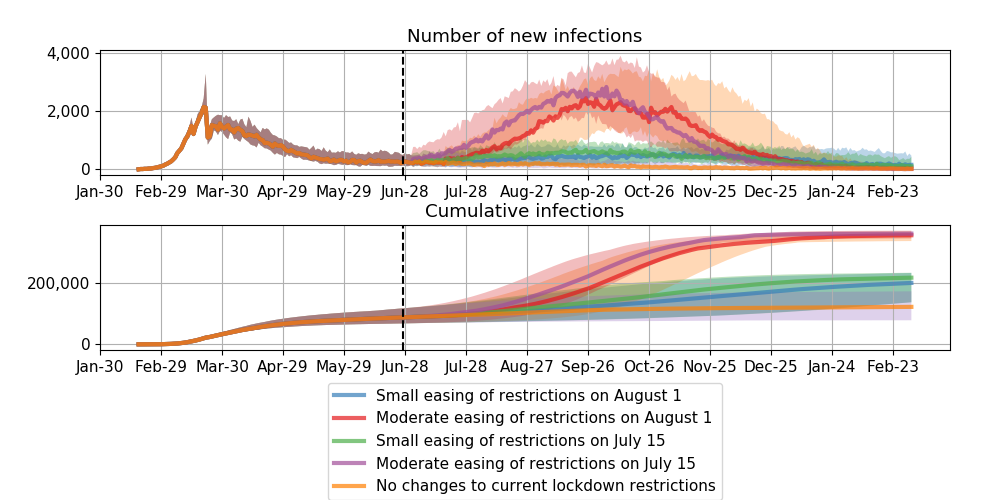 Number of new infections
4,000
2,000
0
Jan-30 Feb-29 Mar-30 Apr-29 May-29 Jun-28 Jul-28 Aug-27 Sep-26 Oct-26 Nov-25 Dec-25 Jan-24 Feb-23
Cumulative infections
200,000
0
Jan-30 Feb-29 Mar-30 Apr-29 May-29 Jun-28 Jul-28 Aug-27 Sep-26 Oct-26 Nov-25 Dec-25 Jan-24 Feb-23
Small easing of restrictions on August 1
Moderate easing of restrictions on August 1
Small easing of restrictions on July 15
Moderate easing of restrictions on July 15
No changes to current lockdown restrictions